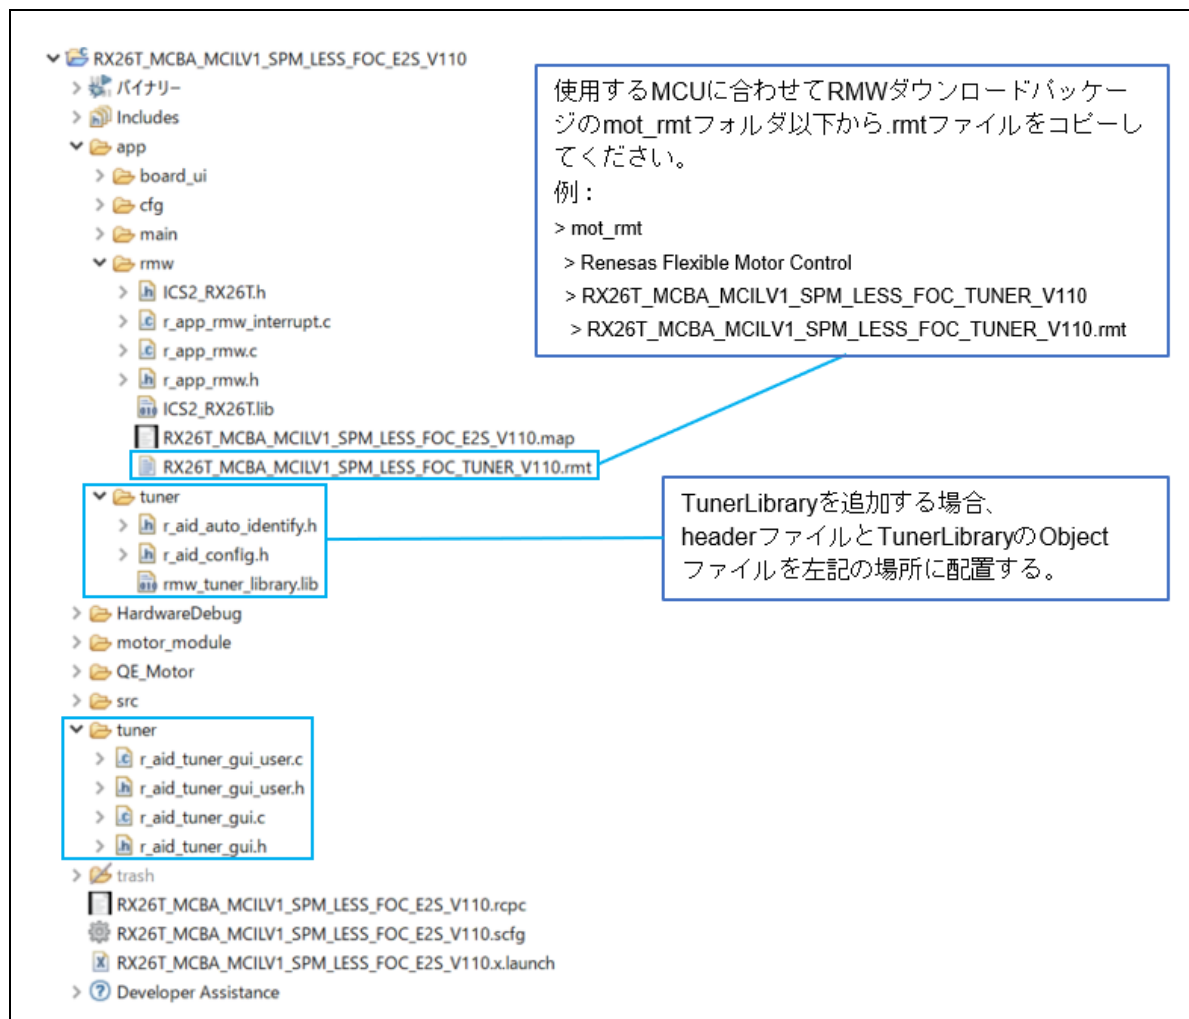 RX26T_MCBA_MCILV1_SPM_LESS_FOC_E2S_V110
バイナリー
Includes
app
board_ui
cfg
main
rmw
ICS2_RX26T.h
r_app_rmw_interrupt.c
r_app_rmw.c
r_app_rmw.h
ICS2_RX26T.lib
RX26T_MCBA_MCILV1_SPM_LESS_FOC_E2S_V110.map
RX26T_MCBA_MCILV1_SPM_LESS_FOC_TUNER_V110.rmt
tuner
r_aid_auto_identify.h
r_aid_config.h
rmw_tuner_library.lib
HardwareDebug
motor_module
QE_Motor
src
tuner
r_aid_tuner_gui_user.c
r_aid_tuner_gui_user.h
r_aid_tuner_gui.c
r_aid_tuner_gui.h
trash
RX26T_MCBA_MCILV1_SPM_LESS_FOC_E2S_V110.rcpc
RX26T_MCBA_MCILV1_SPM_LESS_FOC_E2S_V110.scfg
RX26T_MCBA_MCILV1_SPM_LESS_FOC_E2S_V110.x.launch
Developer Assistance
使用するMCUに合わせてRMWダウンロードパッケー
ジのmot_rmtフォルダ以下から.rmtファイルをコピーし
てください。
例：
> mot_rmt
> Renesas Flexible Motor Control
> RX26T_MCBA_MCILV1_SPM_LESS_FOC_TUNER_V110
> RX26T_MCBA_MCILV1_SPM_LESS_FOC_TUNER_V110.rmt
TunerLibraryを追加する場合、
headerファイルとTunerLibraryのObject
ファイルを左記の場所に配置する。